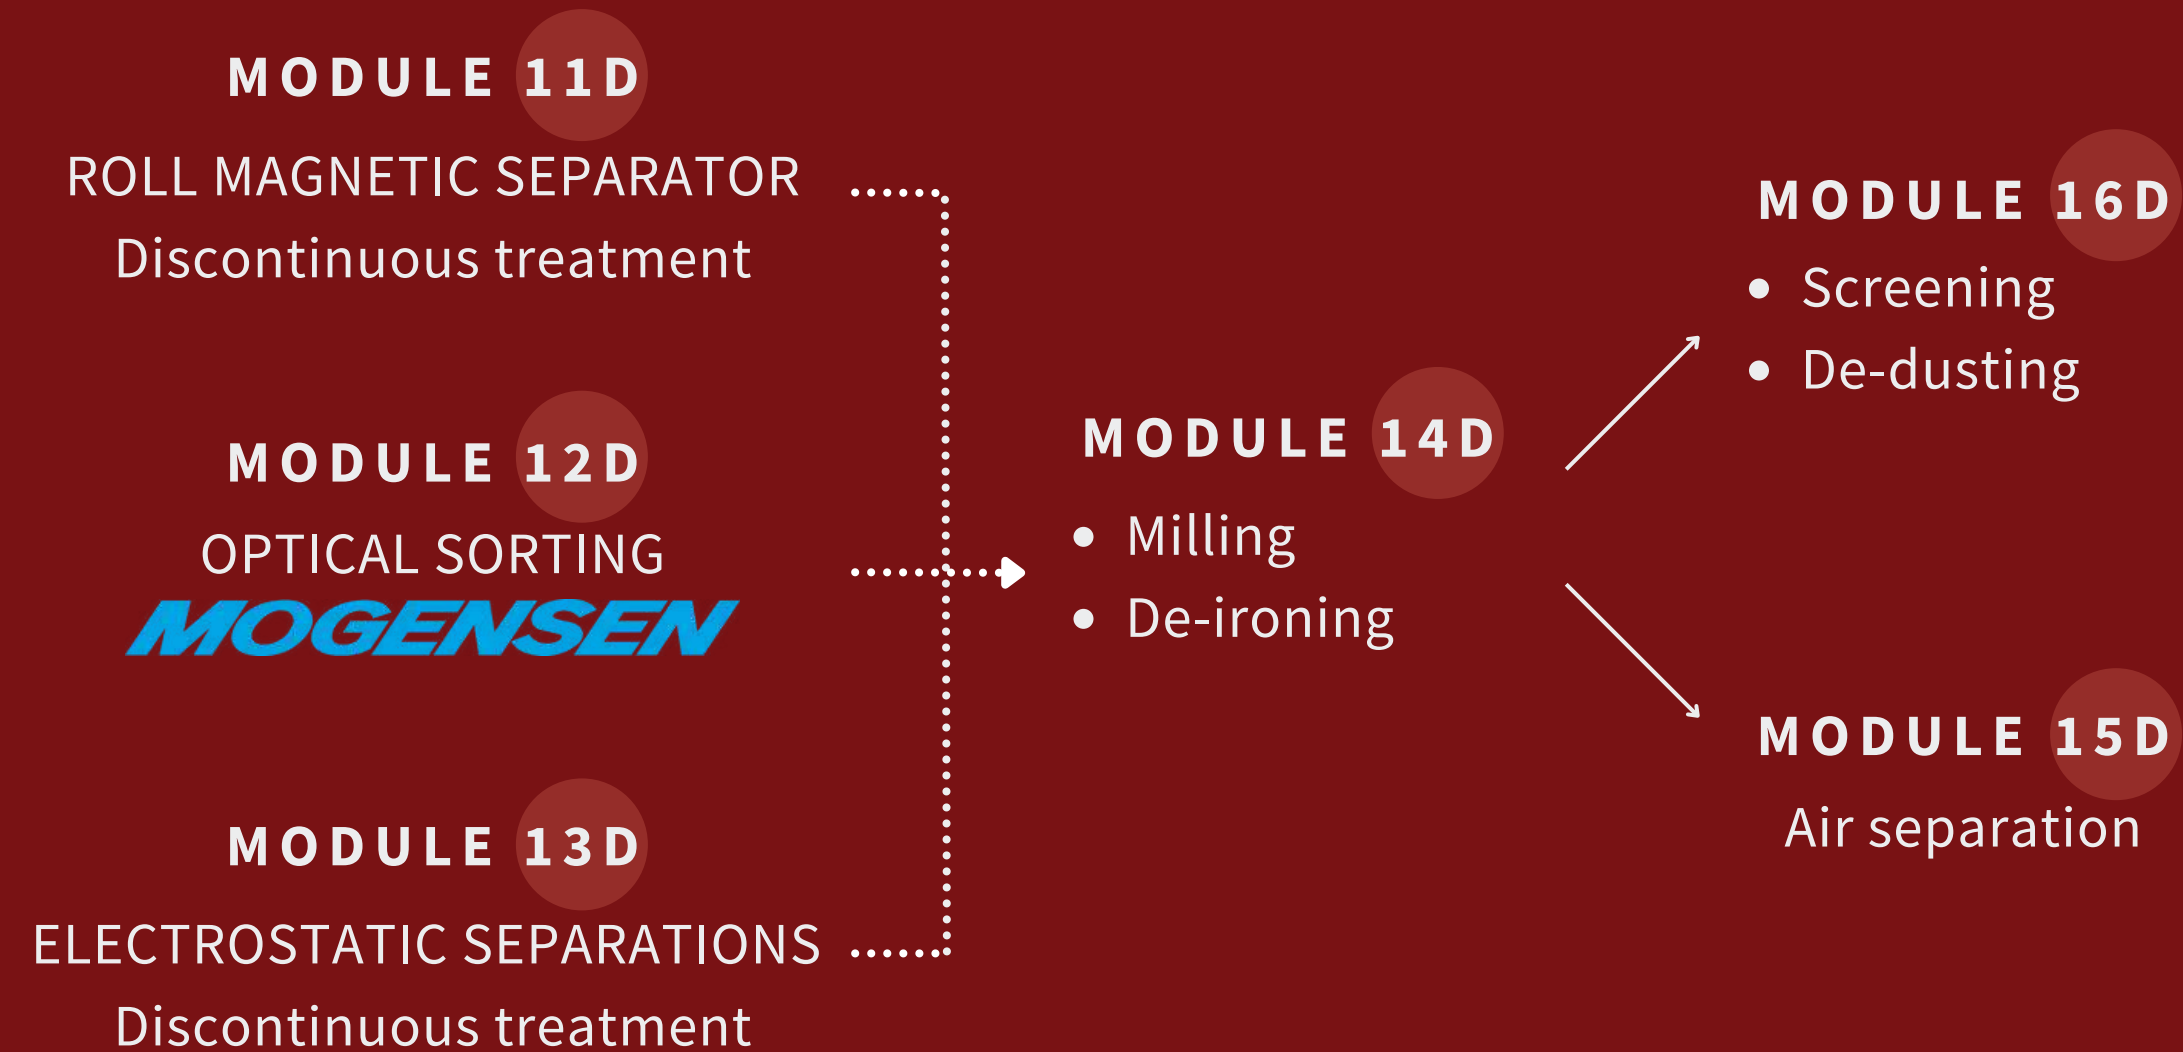 MODULE 11D
ROLL MAGNETIC SEPARATOR
Discontinuous treatment
MODULE 12D
OPTICAL SORTING
MOGENSEN
MODULE 13D
ELECTROSTATIC SEPARATIONS
Discontinuous treatment
MODULE 14D
• Milling
• De-ironing
MODULE 16D
• Screening
• De-dusting
MODULE 15D
Air separation